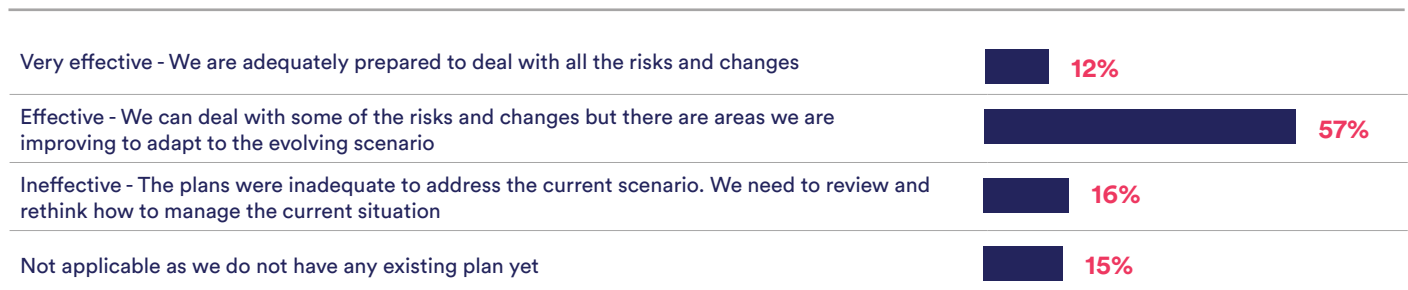 Very effective - We are adequately prepared to deal with all the risks and changes
12%
Effective - We can deal with some of the risks and changes but there are areas we are
improving to adapt to the evolving scenario
57%
Ineffective - The plans were inadequate to address the current scenario. We need to review and
rethink how to manage the current situation
16%
Not applicable as we do not have any existing plan yet
15%